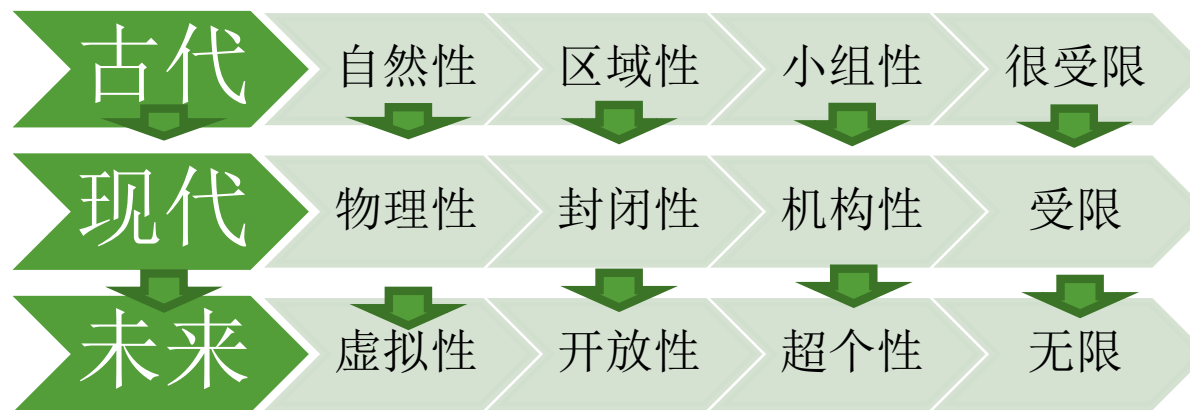 古代 自然性 区域性 小组性 很受限
现代 物理性 封闭性 机构性 受限
未来 虚拟性 开放性 超个性 无限